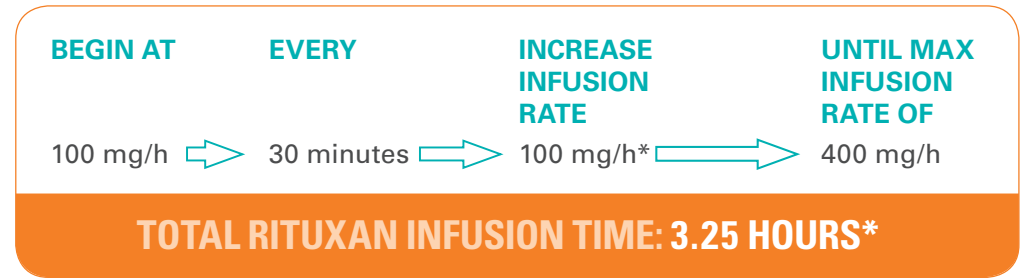 BEGIN AT
EVERY
INCREASE
INFUSION
RATE
UNTIL MAX
INFUSION
RATE OF
100 mg/h
30 minutes
100 mg/h*
400 mg/h
TOTAL RITUXAN INFUSION TIME: 3.25 HOURS*